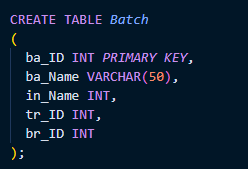 CREATE TABLE Batch
(
  ba_ID INT PRIMARY KEY,
  ba_Name VARCHAR(50),
  in_Name INT,
  tr_ID INT,
  br_ID INT
);